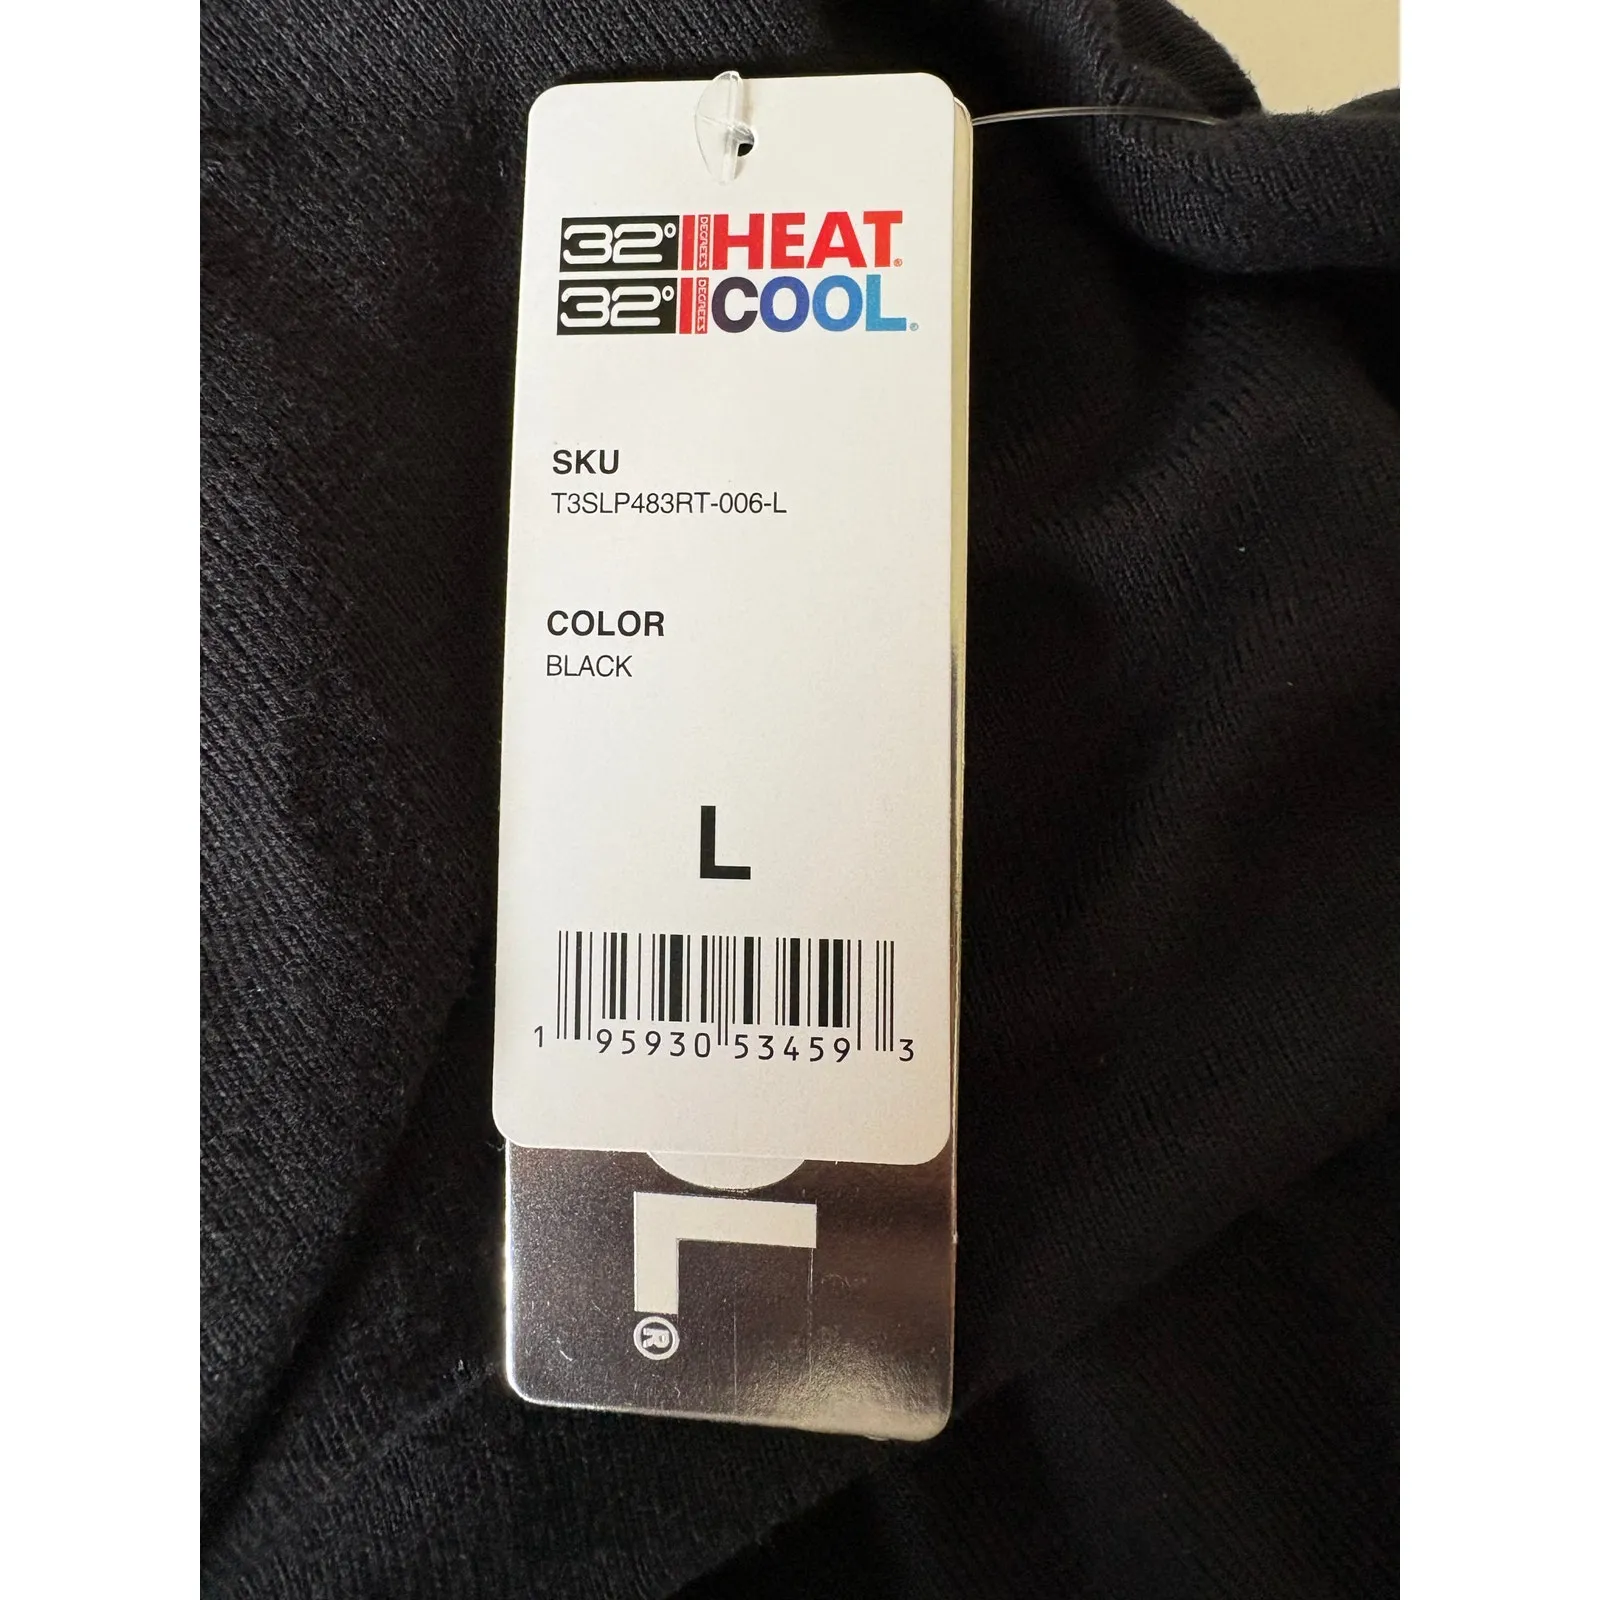 32° DEGREES HEAT®
32° DEGREES COOL®
SKU
T3SLP483RT-006-L
COLOR
BLACK
L
1 95930 53459 3
L®